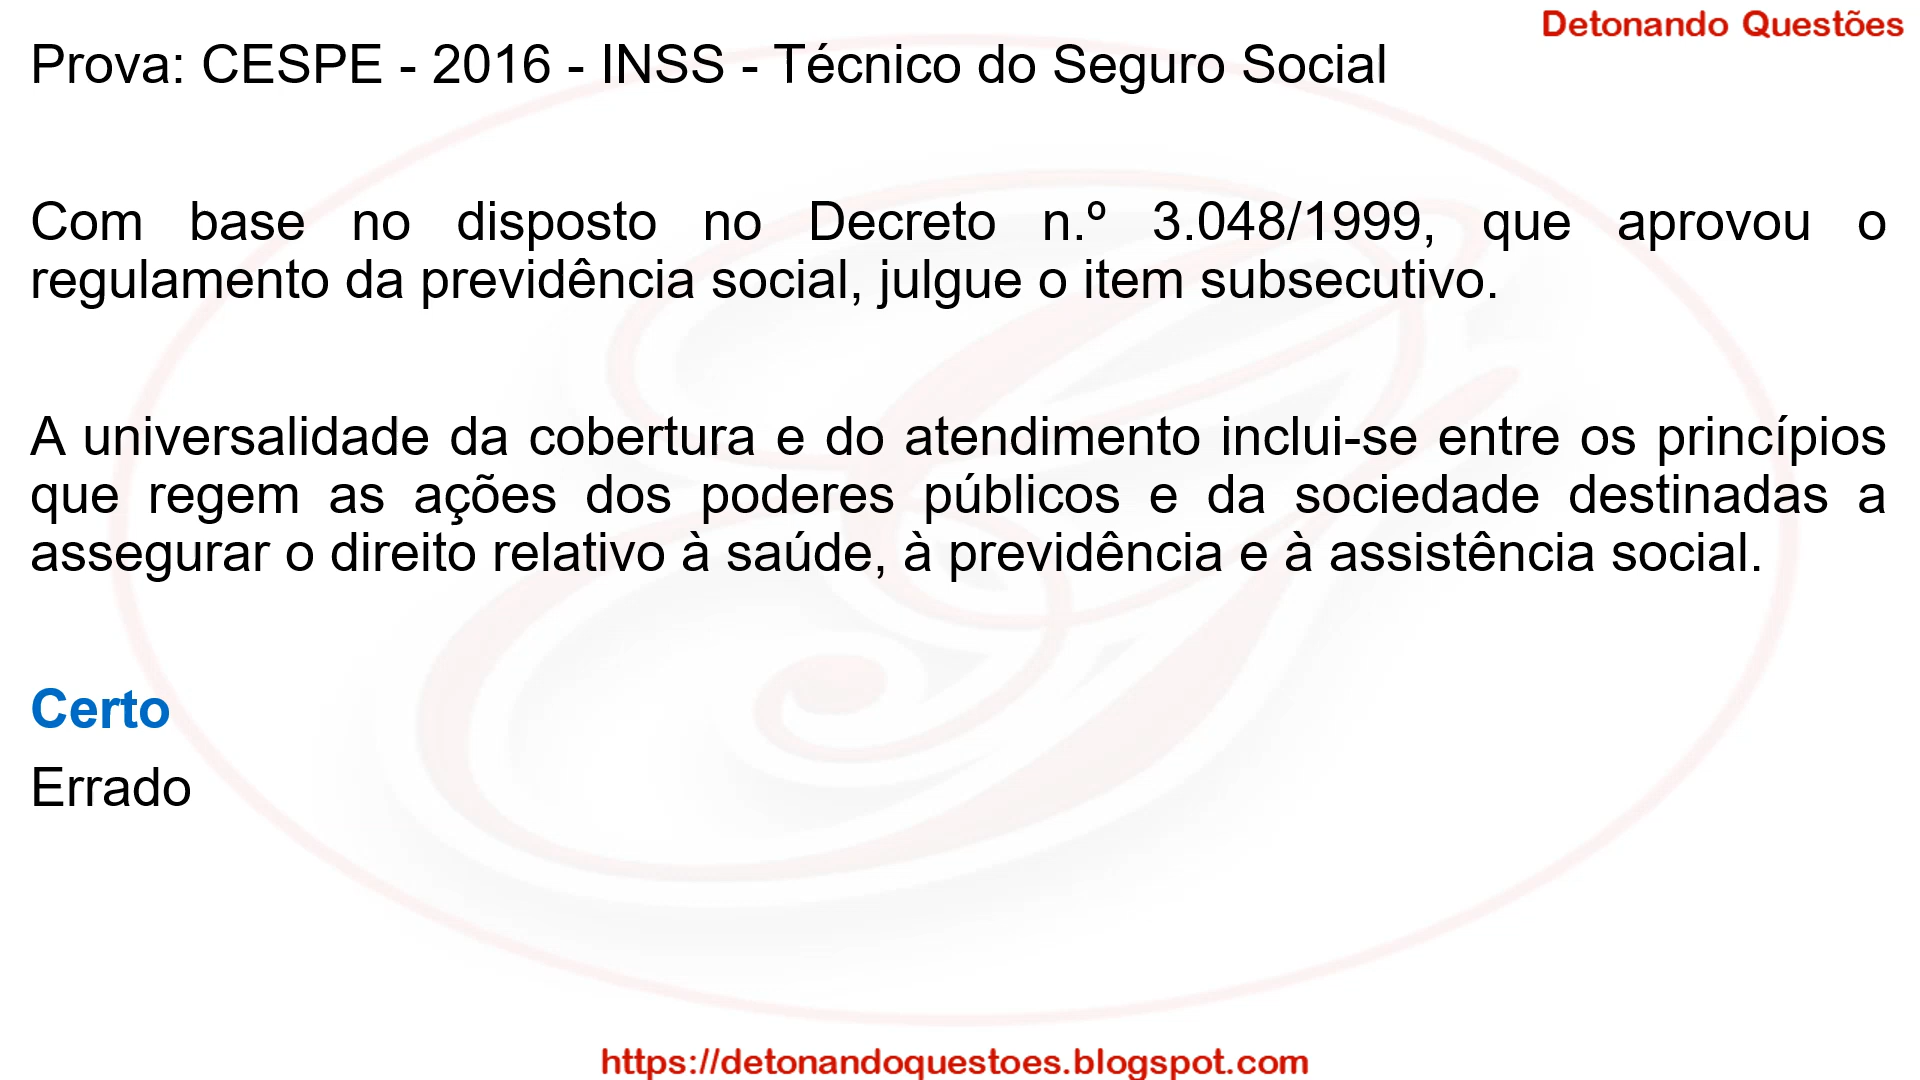 Detonando Questões
Prova: CESPE - 2016 - INSS - Técnico do Seguro Social
Com base no disposto no Decreto n.º 3.048/1999, que aprovou o
regulamento da previdência social, julgue o item subsecutivo.
A universalidade da cobertura e do atendimento inclui-se entre os princípios
que regem as ações dos poderes públicos e da sociedade destinadas a
assegurar o direito relativo à saúde, à previdência e à assistência social.
Certo
Errado
https://detonandoquestoes.blogspot.com